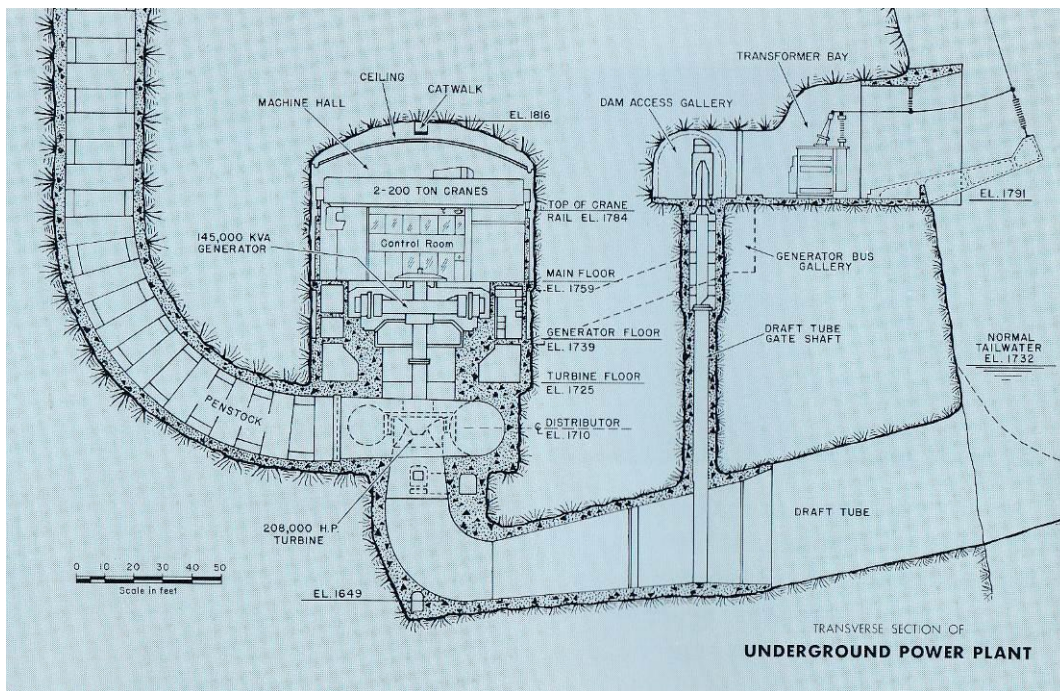 TRANSFORMER BAY
CEILING
CATWALK
MACHINE HALL
DAM ACCESS GALLERY
EL. 1816
2-200 TON CRANES
EL. 1791
TOP OF CRANE
RAIL EL. 1784
145,000 KVA
GENERATOR
Control Room
GENERATOR BUS
GALLERY
MAIN FLOOR
EL. 1759
GENERATOR FLOOR
EL. 1739
DRAFT TUBE
GATE SHAFT
NORMAL
TAILWATER
EL. 1732
TURBINE FLOOR
EL. 1725
PENSTOCK
℄ DISTRIBUTOR
EL. 1710
208,000 H.P.
TURBINE
DRAFT TUBE
0 10 20 30 40 50
Scale in feet
EL. 1649
TRANSVERSE SECTION OF
UNDERGROUND POWER PLANT